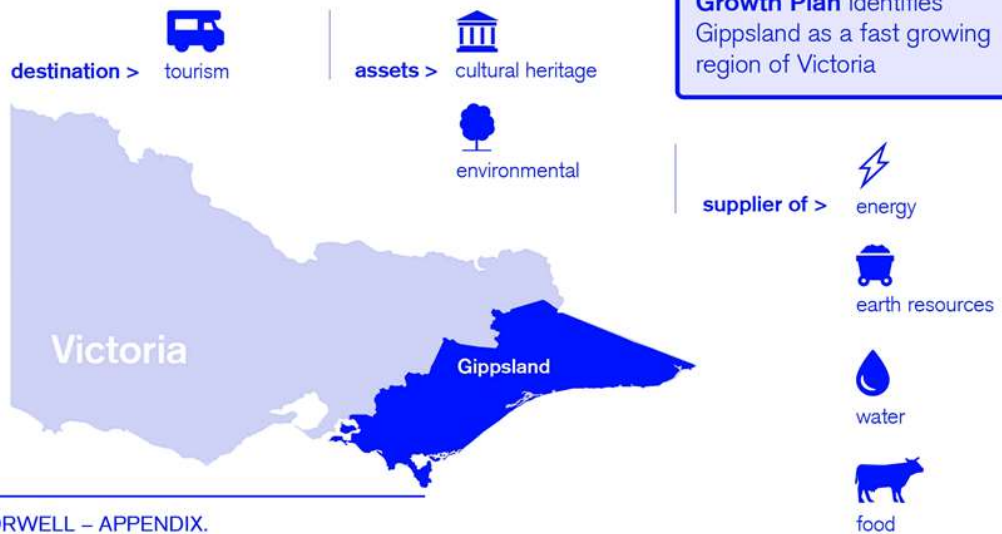 destination > tourism
assets > cultural heritage
environmental
Growth Plan identifies
Gippsland as a fast growing
region of Victoria
supplier of > energy
earth resources
water
food
Victoria
Gippsland
– APPENDIX.